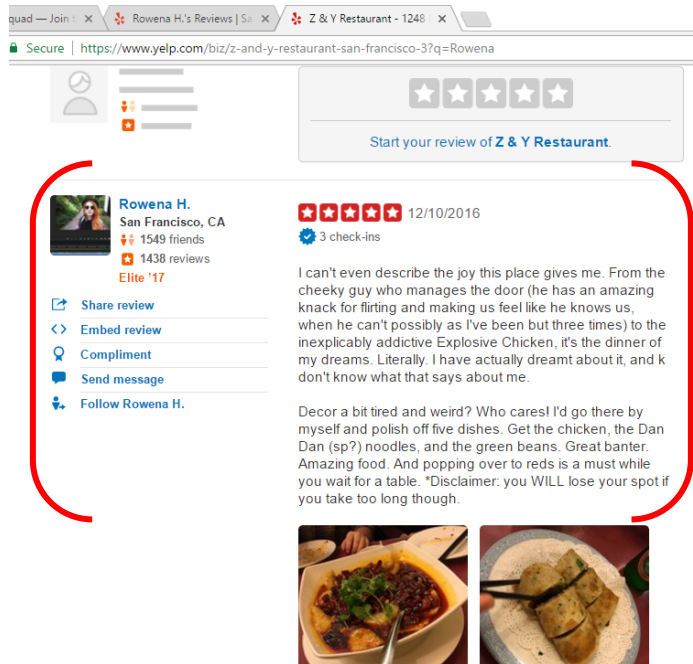 quad — Join t
Rowena H.'s Reviews | Sa
Z & Y Restaurant - 1248
Secure | https://www.yelp.com/biz/z-and-y-restaurant-san-francisco-3?q=Rowena
Start your review of Z & Y Restaurant.
Rowena H.
San Francisco, CA
1549 friends
1438 reviews
Elite '17
Share review
Embed review
Compliment
Send message
Follow Rowena H.
12/10/2016
3 check-ins
I can't even describe the joy this place gives me. From the
cheeky guy who manages the door (he has an amazing
knack for flirting and making us feel like he knows us,
when he can't possibly as I've been but three times) to the
inexplicably addictive Explosive Chicken, it's the dinner of
my dreams. Literally. I have actually dreamt about it, and k
don't know what that says about me.
Decor a bit tired and weird? Who cares! I'd go there by
myself and polish off five dishes. Get the chicken, the Dan
Dan (sp?) noodles, and the green beans. Great banter.
Amazing food. And popping over to reds is a must while
you wait for a table. *Disclaimer: you WILL lose your spot if
you take too long though.